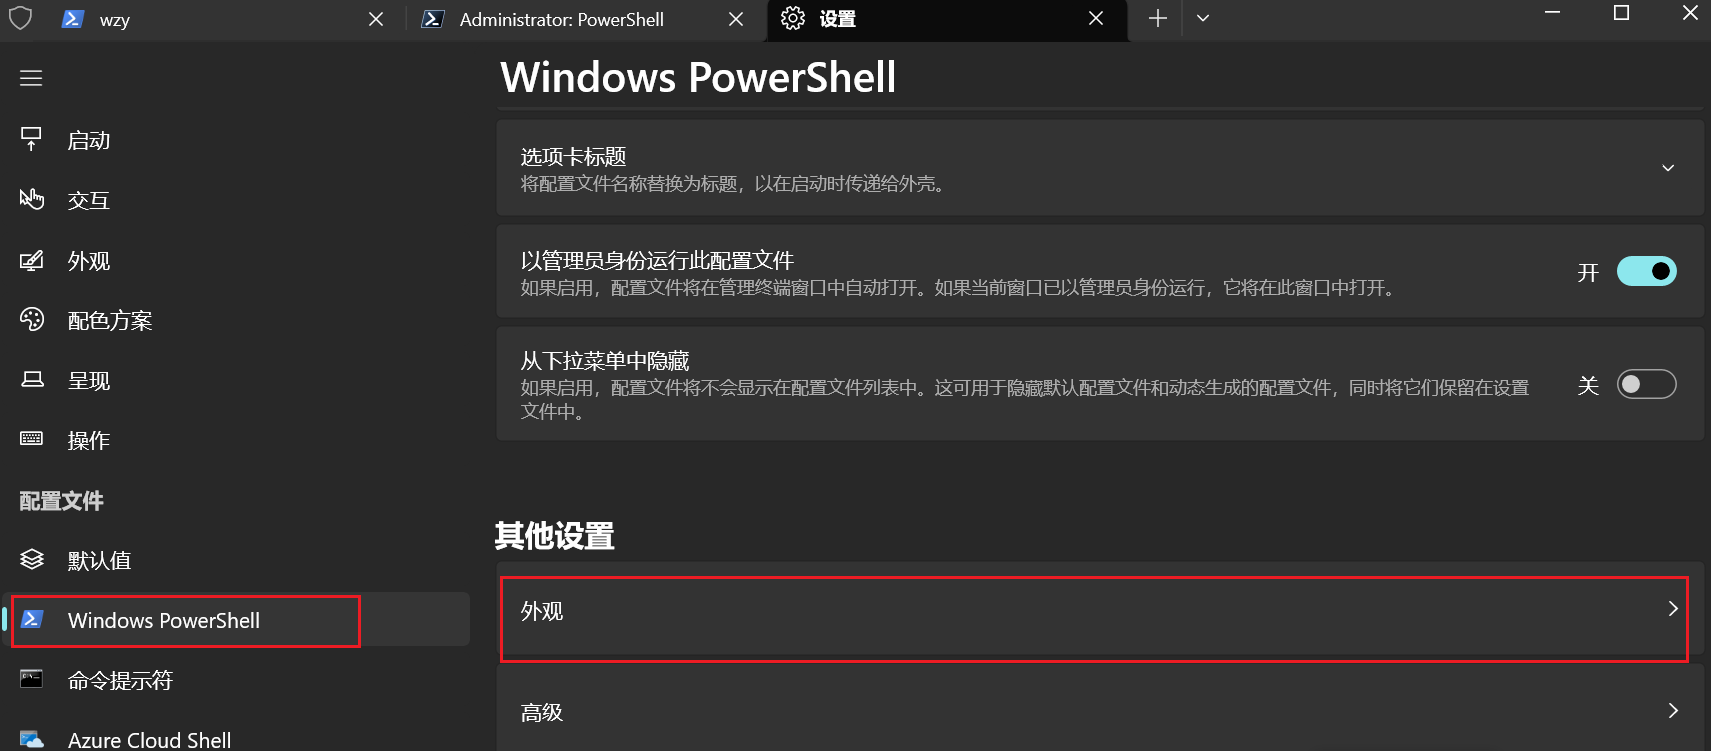 wzy
Administrator: PowerShell
设置
启动
交互
外观
配色方案
呈现
操作
配置文件
默认值
Windows PowerShell
命令提示符
Azure Cloud Shell
Windows PowerShell
选项卡标题
将配置文件名称替换为标题，以在启动时传递给外壳。
以管理员身份运行此配置文件
如果启用，配置文件将在管理终端窗口中自动打开。如果当前窗口已以管理员身份运行，它将在此窗口中打开。
开
从下拉菜单中隐藏
如果启用，配置文件将不会显示在配置文件列表中。这可用于隐藏默认配置文件和动态生成的配置文件，同时将它们保留在设置
文件中。
关
其他设置
外观
高级